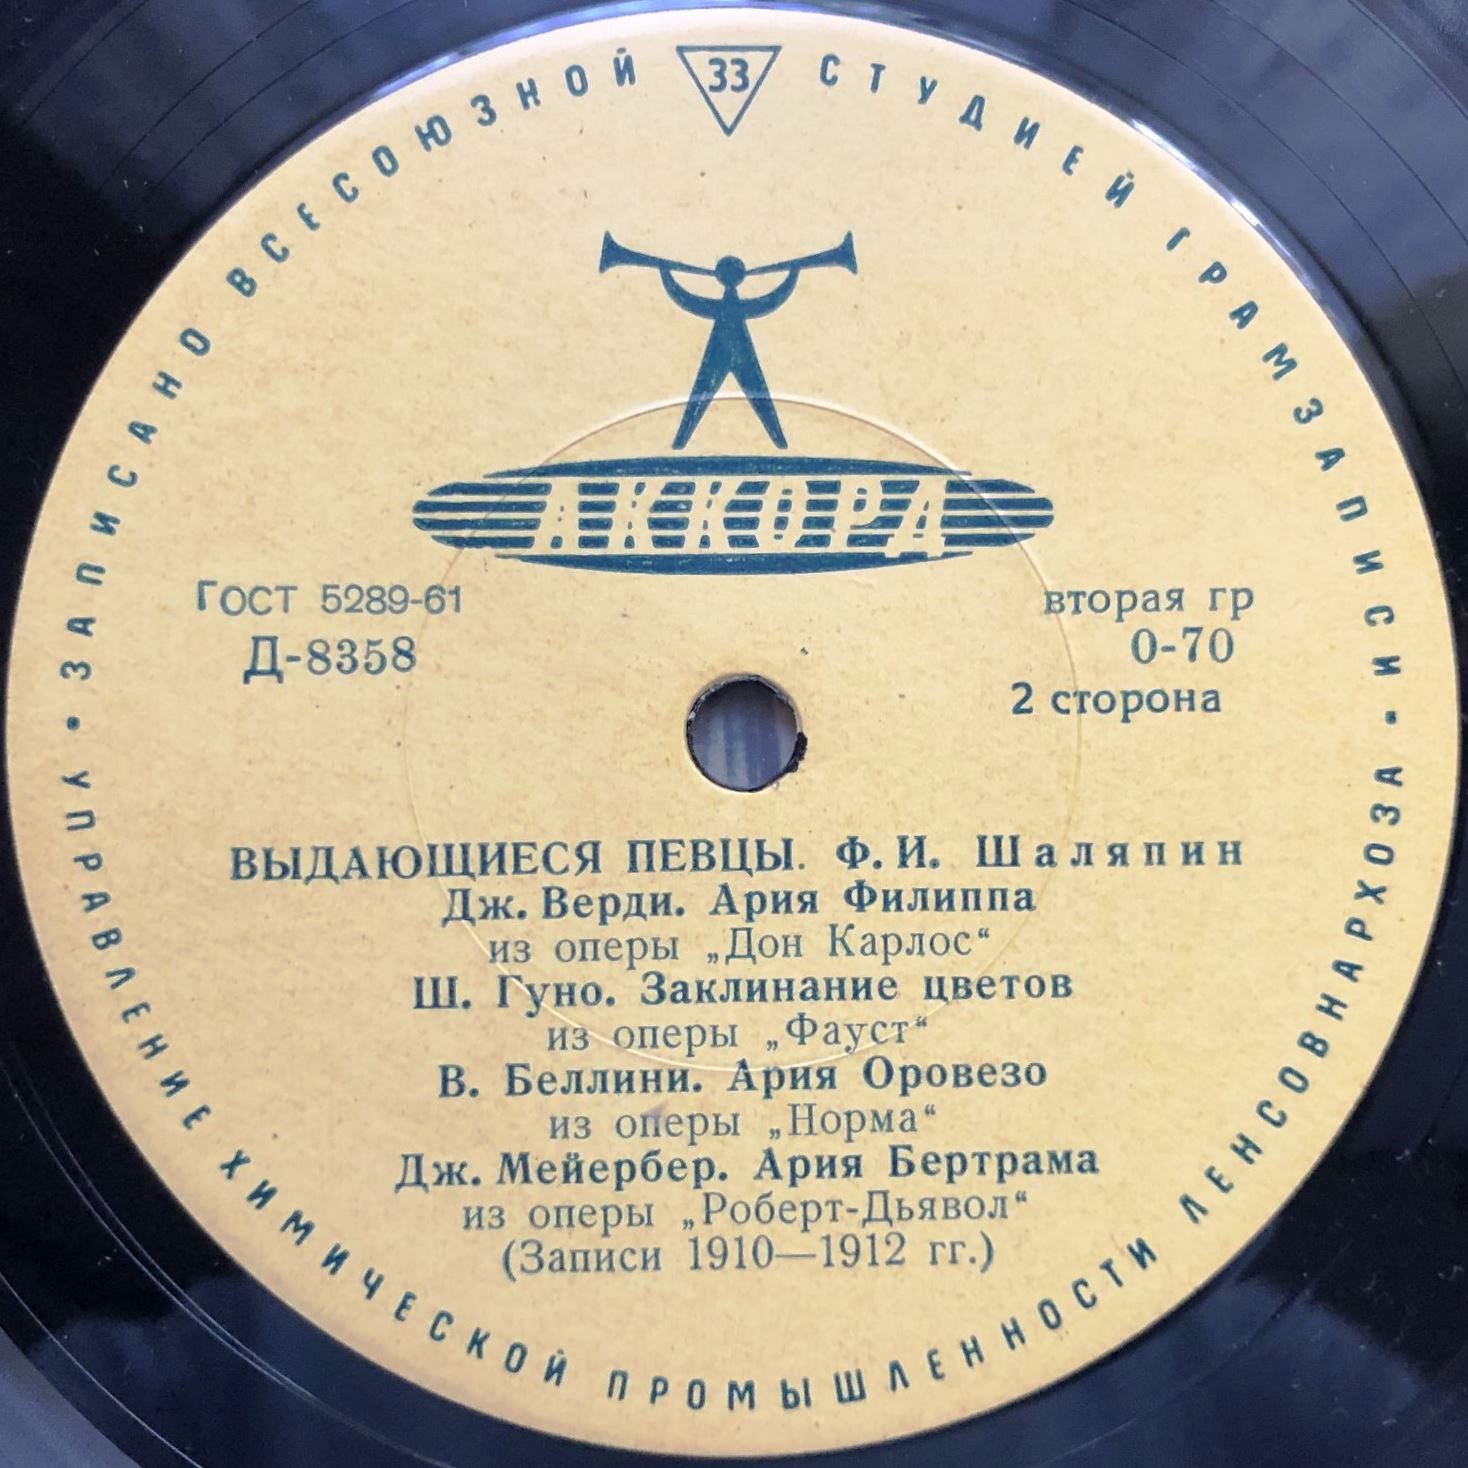 ЗАПИСАНО ВСЕСОЮЗНОЙ СТУДИЕЙ ГРАМЗАПИСИ · УПРАВЛЕНИЕ ХИМИЧЕСКОЙ ПРОМЫШЛЕННОСТИ ЛЕНСОВНАРХОЗА ·
33
АККОРД
ГОСТ 5289-61
Д-8358
вторая гр
0-70
2 сторона
ВЫДАЮЩИЕСЯ ПЕВЦЫ. Ф. И. Шаляпин
Дж. Верди. Ария Филиппа
из оперы „Дон Карлос“
Ш. Гуно. Заклинание цветов
из оперы „Фауст“
В. Беллини. Ария Оровезо
из оперы „Норма“
Дж. Мейербер. Ария Бертрама
из оперы „Роберт-Дьявол“
(Записи 1910—1912 гг.)